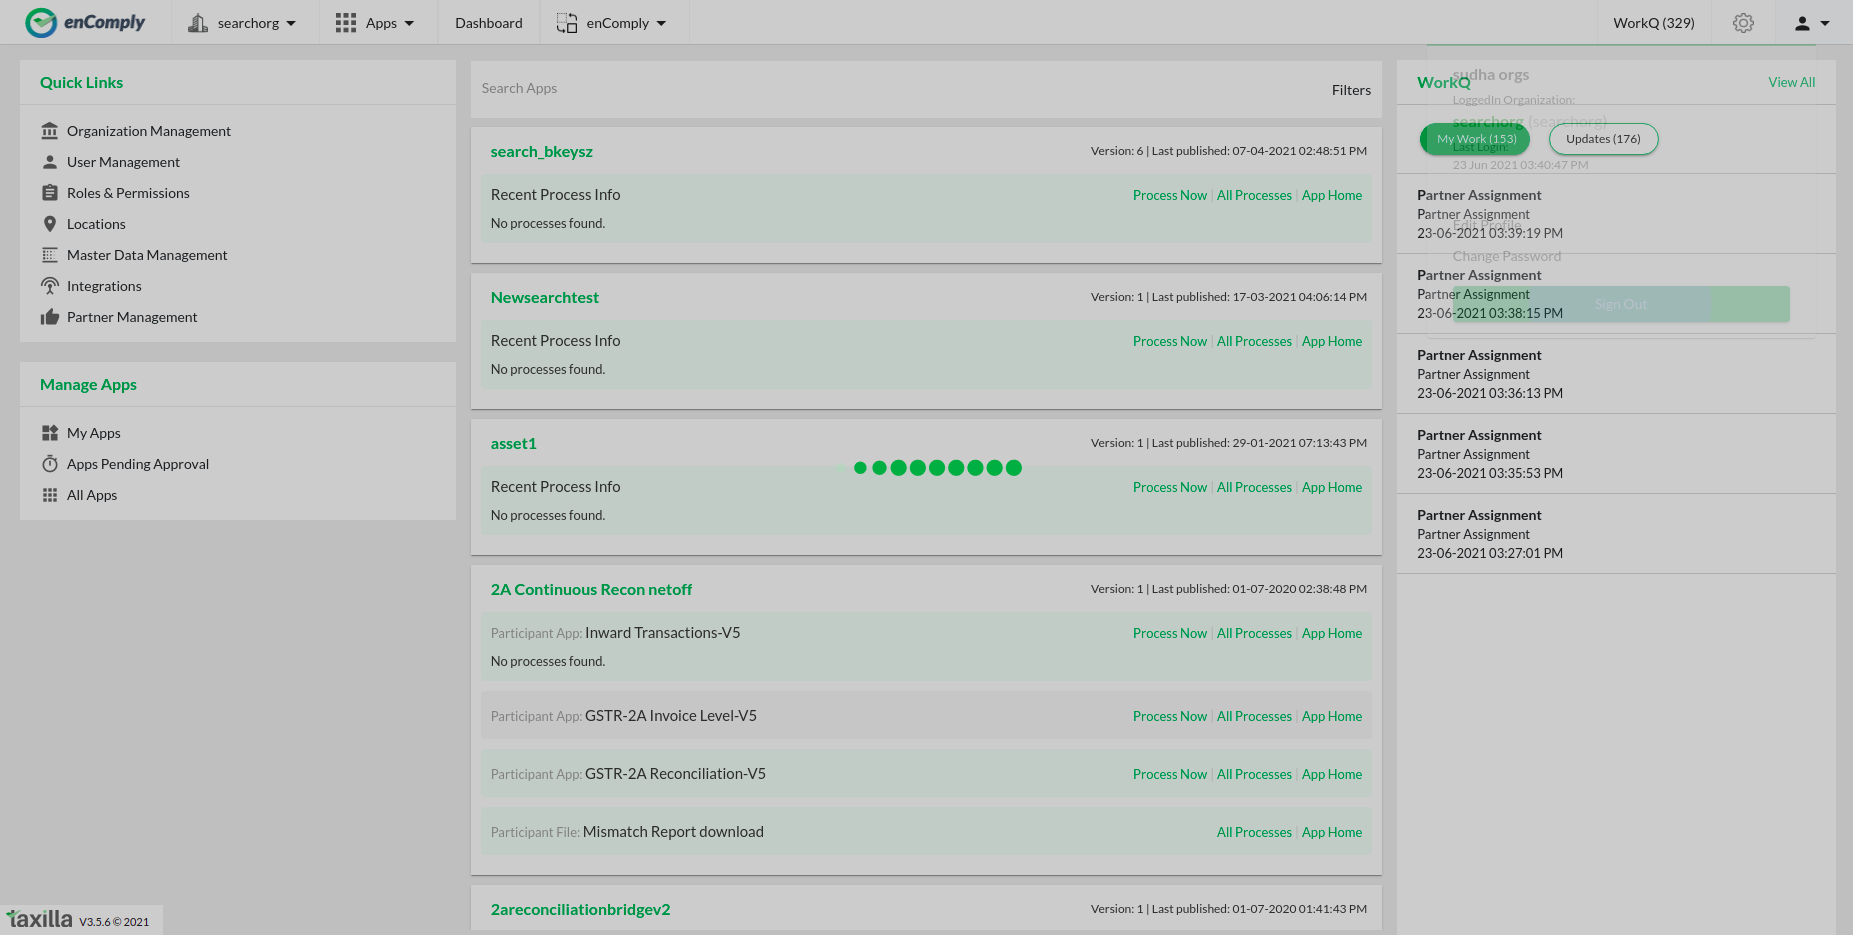 enComply
searchorg
Apps
Dashboard
enComply
WorkQ (329)
Quick Links
Organization Management
User Management
Roles & Permissions
Locations
Master Data Management
Integrations
Partner Management
Manage Apps
My Apps
Apps Pending Approval
All Apps
Search Apps
Filters
search_bkeysz
Version: 6 | Last published: 07-04-2021 02:48:51 PM
Recent Process Info
Process Now | All Processes | App Home
No processes found.
Newsearchtest
Version: 1 | Last published: 17-03-2021 04:06:14 PM
Recent Process Info
Process Now | All Processes | App Home
No processes found.
asset1
Version: 1 | Last published: 29-01-2021 07:13:43 PM
Recent Process Info
Process Now | All Processes | App Home
No processes found.
2A Continuous Recon netoff
Version: 1 | Last published: 01-07-2020 02:38:48 PM
Participant App: Inward Transactions-V5
Process Now | All Processes | App Home
No processes found.
Participant App: GSTR-2A Invoice Level-V5
Process Now | All Processes | App Home
Participant App: GSTR-2A Reconciliation-V5
Process Now | All Processes | App Home
Participant File: Mismatch Report download
All Processes | App Home
2areconciliationbridgev2
Version: 1 | Last published: 01-07-2020 01:41:43 PM
WorkQ
View All
My Work (153)
Updates (176)
Partner Assignment
Partner Assignment
23-06-2021 03:39:19 PM
Partner Assignment
Partner Assignment
23-06-2021 03:38:15 PM
Partner Assignment
Partner Assignment
23-06-2021 03:36:13 PM
Partner Assignment
Partner Assignment
23-06-2021 03:35:53 PM
Partner Assignment
Partner Assignment
23-06-2021 03:27:01 PM
sudha orgs
LoggedIn Organization:
searchorg (searchorg)
Last Login:
23 Jun 2021 03:40:47 PM
Edit Profile
Change Password
Sign Out
taxilla V3.5.6 © 2021